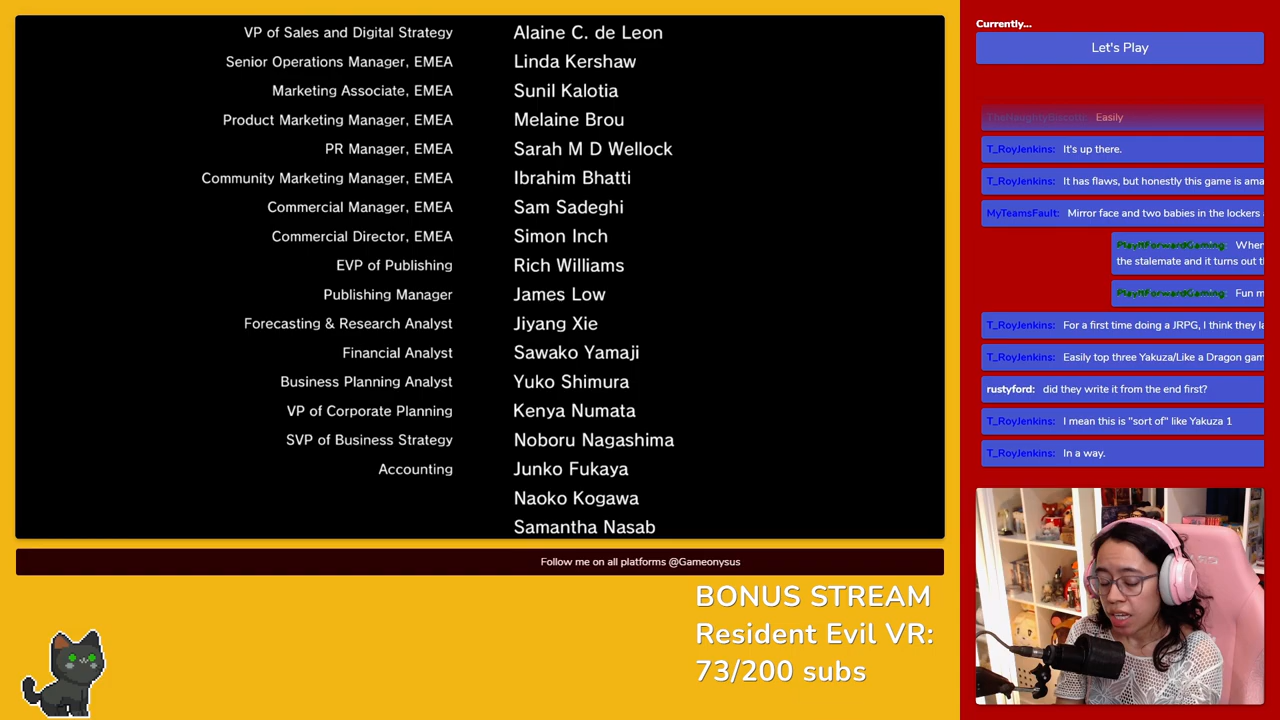 VP of Sales and Digital Strategy Alaine C. de Leon
Senior Operations Manager, EMEA Linda Kershaw
Marketing Associate, EMEA Sunil Kalotia
Product Marketing Manager, EMEA Melaine Brou
PR Manager, EMEA Sarah M D Wellock
Community Marketing Manager, EMEA Ibrahim Bhatti
Commercial Manager, EMEA Sam Sadeghi
Commercial Director, EMEA Simon Inch
EVP of Publishing Rich Williams
Publishing Manager James Low
Forecasting & Research Analyst Jiyang Xie
Financial Analyst Sawako Yamaji
Business Planning Analyst Yuko Shimura
VP of Corporate Planning Kenya Numata
SVP of Business Strategy Noboru Nagashima
Accounting Junko Fukaya
Naoko Kogawa
Samantha Nasab
Currently...
Let's Play
Easily
T_RoyJenkins: It's up there.
T_RoyJenkins: It has flaws, but honestly this game is ama
MyTeamsFault: Mirror face and two babies in the lockers
PlayItForwardGaming: When
the stalemate and it turns out
PlayItForwardGaming: Fun
T_RoyJenkins: For a first time doing a JRPG, I think they
T_RoyJenkins: Easily top three Yakuza/Like a Dragon gam
rustyford: did they write it from the end first?
T_RoyJenkins: I mean this is "sort of" like Yakuza 1
T_RoyJenkins: In a way.
Follow me on all platforms @Gameonysus
BONUS STREAM
Resident Evil VR:
73/200 subs